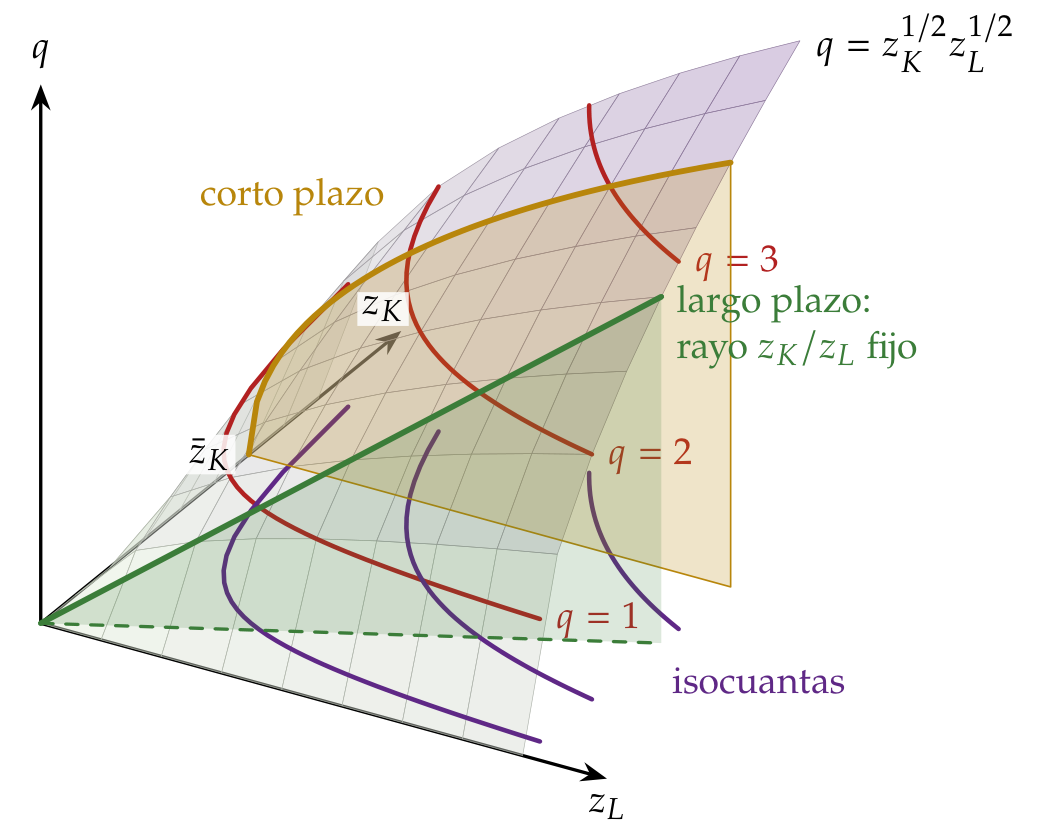 q
q = z_K^{1/2} z_L^{1/2}
corto plazo
q = 3
z_K
largo plazo:
rayo z_K/z_L fijo
z̄_K
q = 2
q = 1
isocuantas
z_L